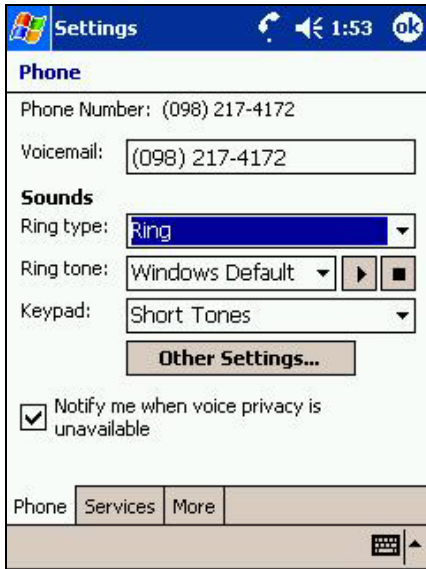 Settings 1:53 ok
Phone
Phone Number: (098) 217-4172
Voicemail: (098) 217-4172
Sounds
Ring type: Ring
Ring tone: Windows Default
Keypad: Short Tones
Other Settings...
Notify me when voice privacy is
unavailable
Phone Services More